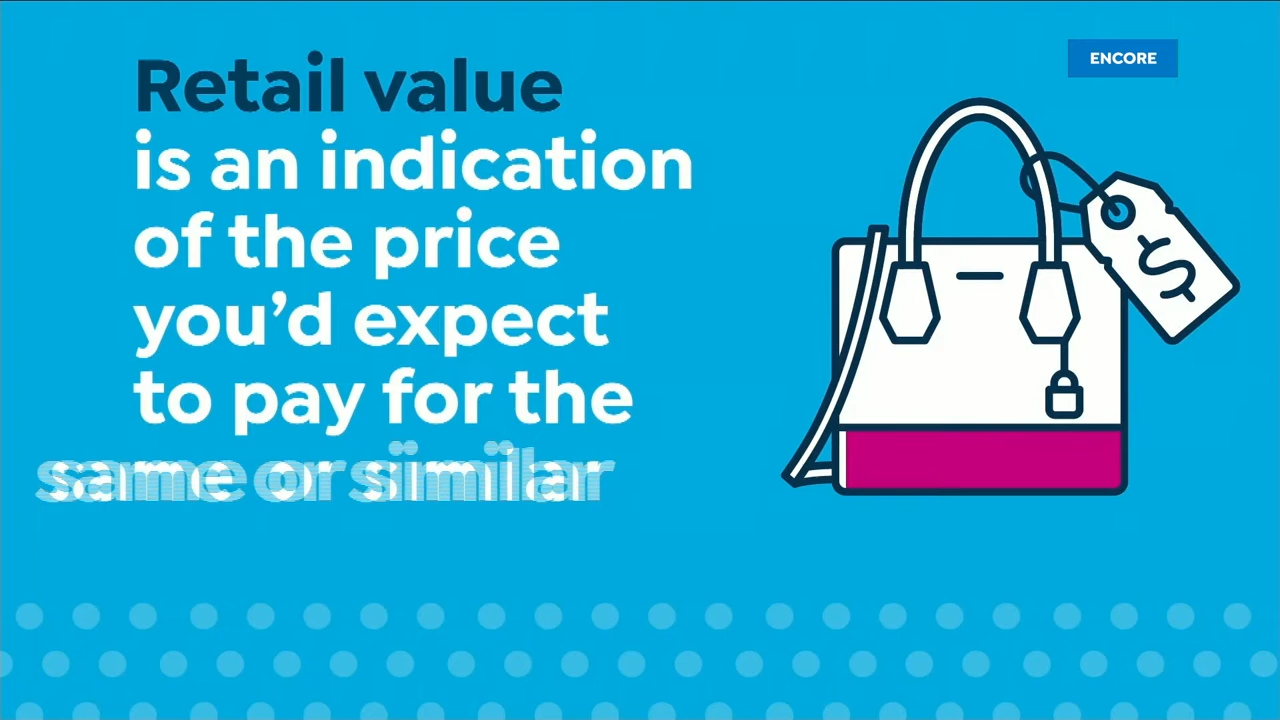 ENCORE
Retail value
is an indication
of the price
you’d expect
to pay for the
same or similar
$